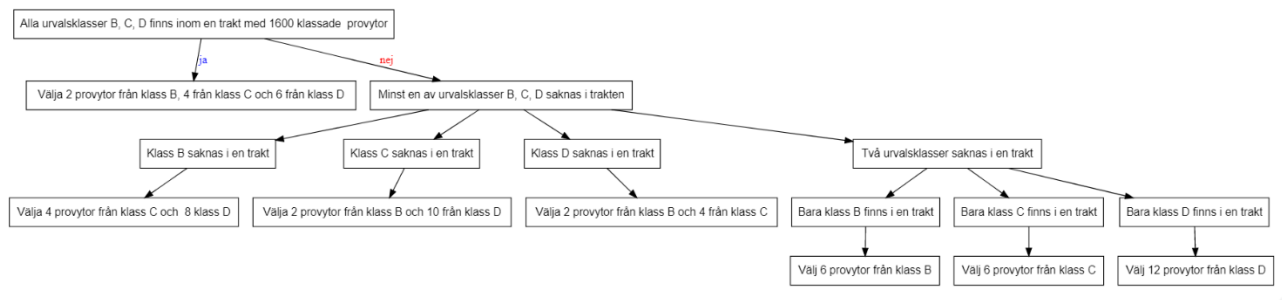 Alla urvalsklasser B, C, D finns inom en trakt med 1600 klassade provytor
ja
nej
Välja 2 provytor från klass B, 4 från klass C och 6 från klass D
Minst en av urvalsklasser B, C, D saknas i trakten
Klass B saknas i en trakt
Klass C saknas i en trakt
Klass D saknas i en trakt
Två urvalsklasser saknas i en trakt
Välja 4 provytor från klass C och 8 klass D
Välja 2 provytor från klass B och 10 från klass D
Välja 2 provytor från klass B och 4 från klass C
Bara klass B finns i en trakt
Bara klass C finns i en trakt
Bara klass D finns i en trakt
Välj 6 provytor från klass B
Välj 6 provytor från klass C
Välj 12 provytor från klass D